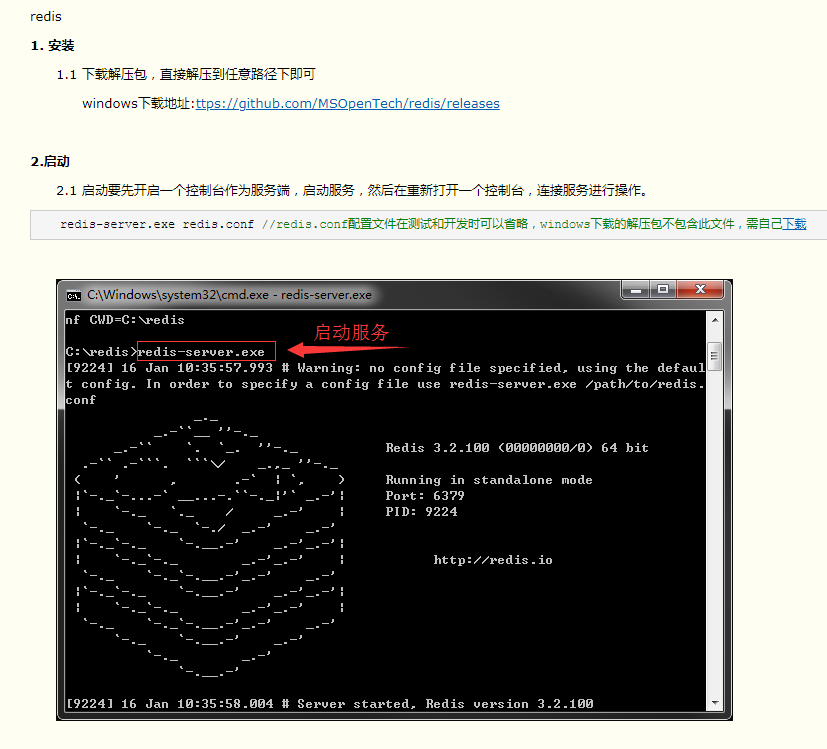 redis
1. 安装
1.1 下载解压包，直接解压到任意路径下即可
windows下载地址:ttps://github.com/MSOpenTech/redis/releases
2.启动
2.1 启动要先开启一个控制台作为服务端，启动服务，然后在重新打开一个控制台，连接服务进行操作。
redis-server.exe redis.conf //redis.conf配置文件在测试和开发时可以省略，windows下载的解压包不包含此文件，需自己下载
C:\Windows\system32\cmd.exe - redis-server.exe
nf CWD=C:\redis
启动服务
C:\redis>redis-server.exe
[9224] 16 Jan 10:35:57.993 # Warning: no config file specified, using the defaul
t config. In order to specify a config file use redis-server.exe /path/to/redis.
conf
Redis 3.2.100 (00000000/0) 64 bit
Running in standalone mode
Port: 6379
PID: 9224
http://redis.io
[9224] 16 Jan 10:35:58.004 # Server started, Redis version 3.2.100